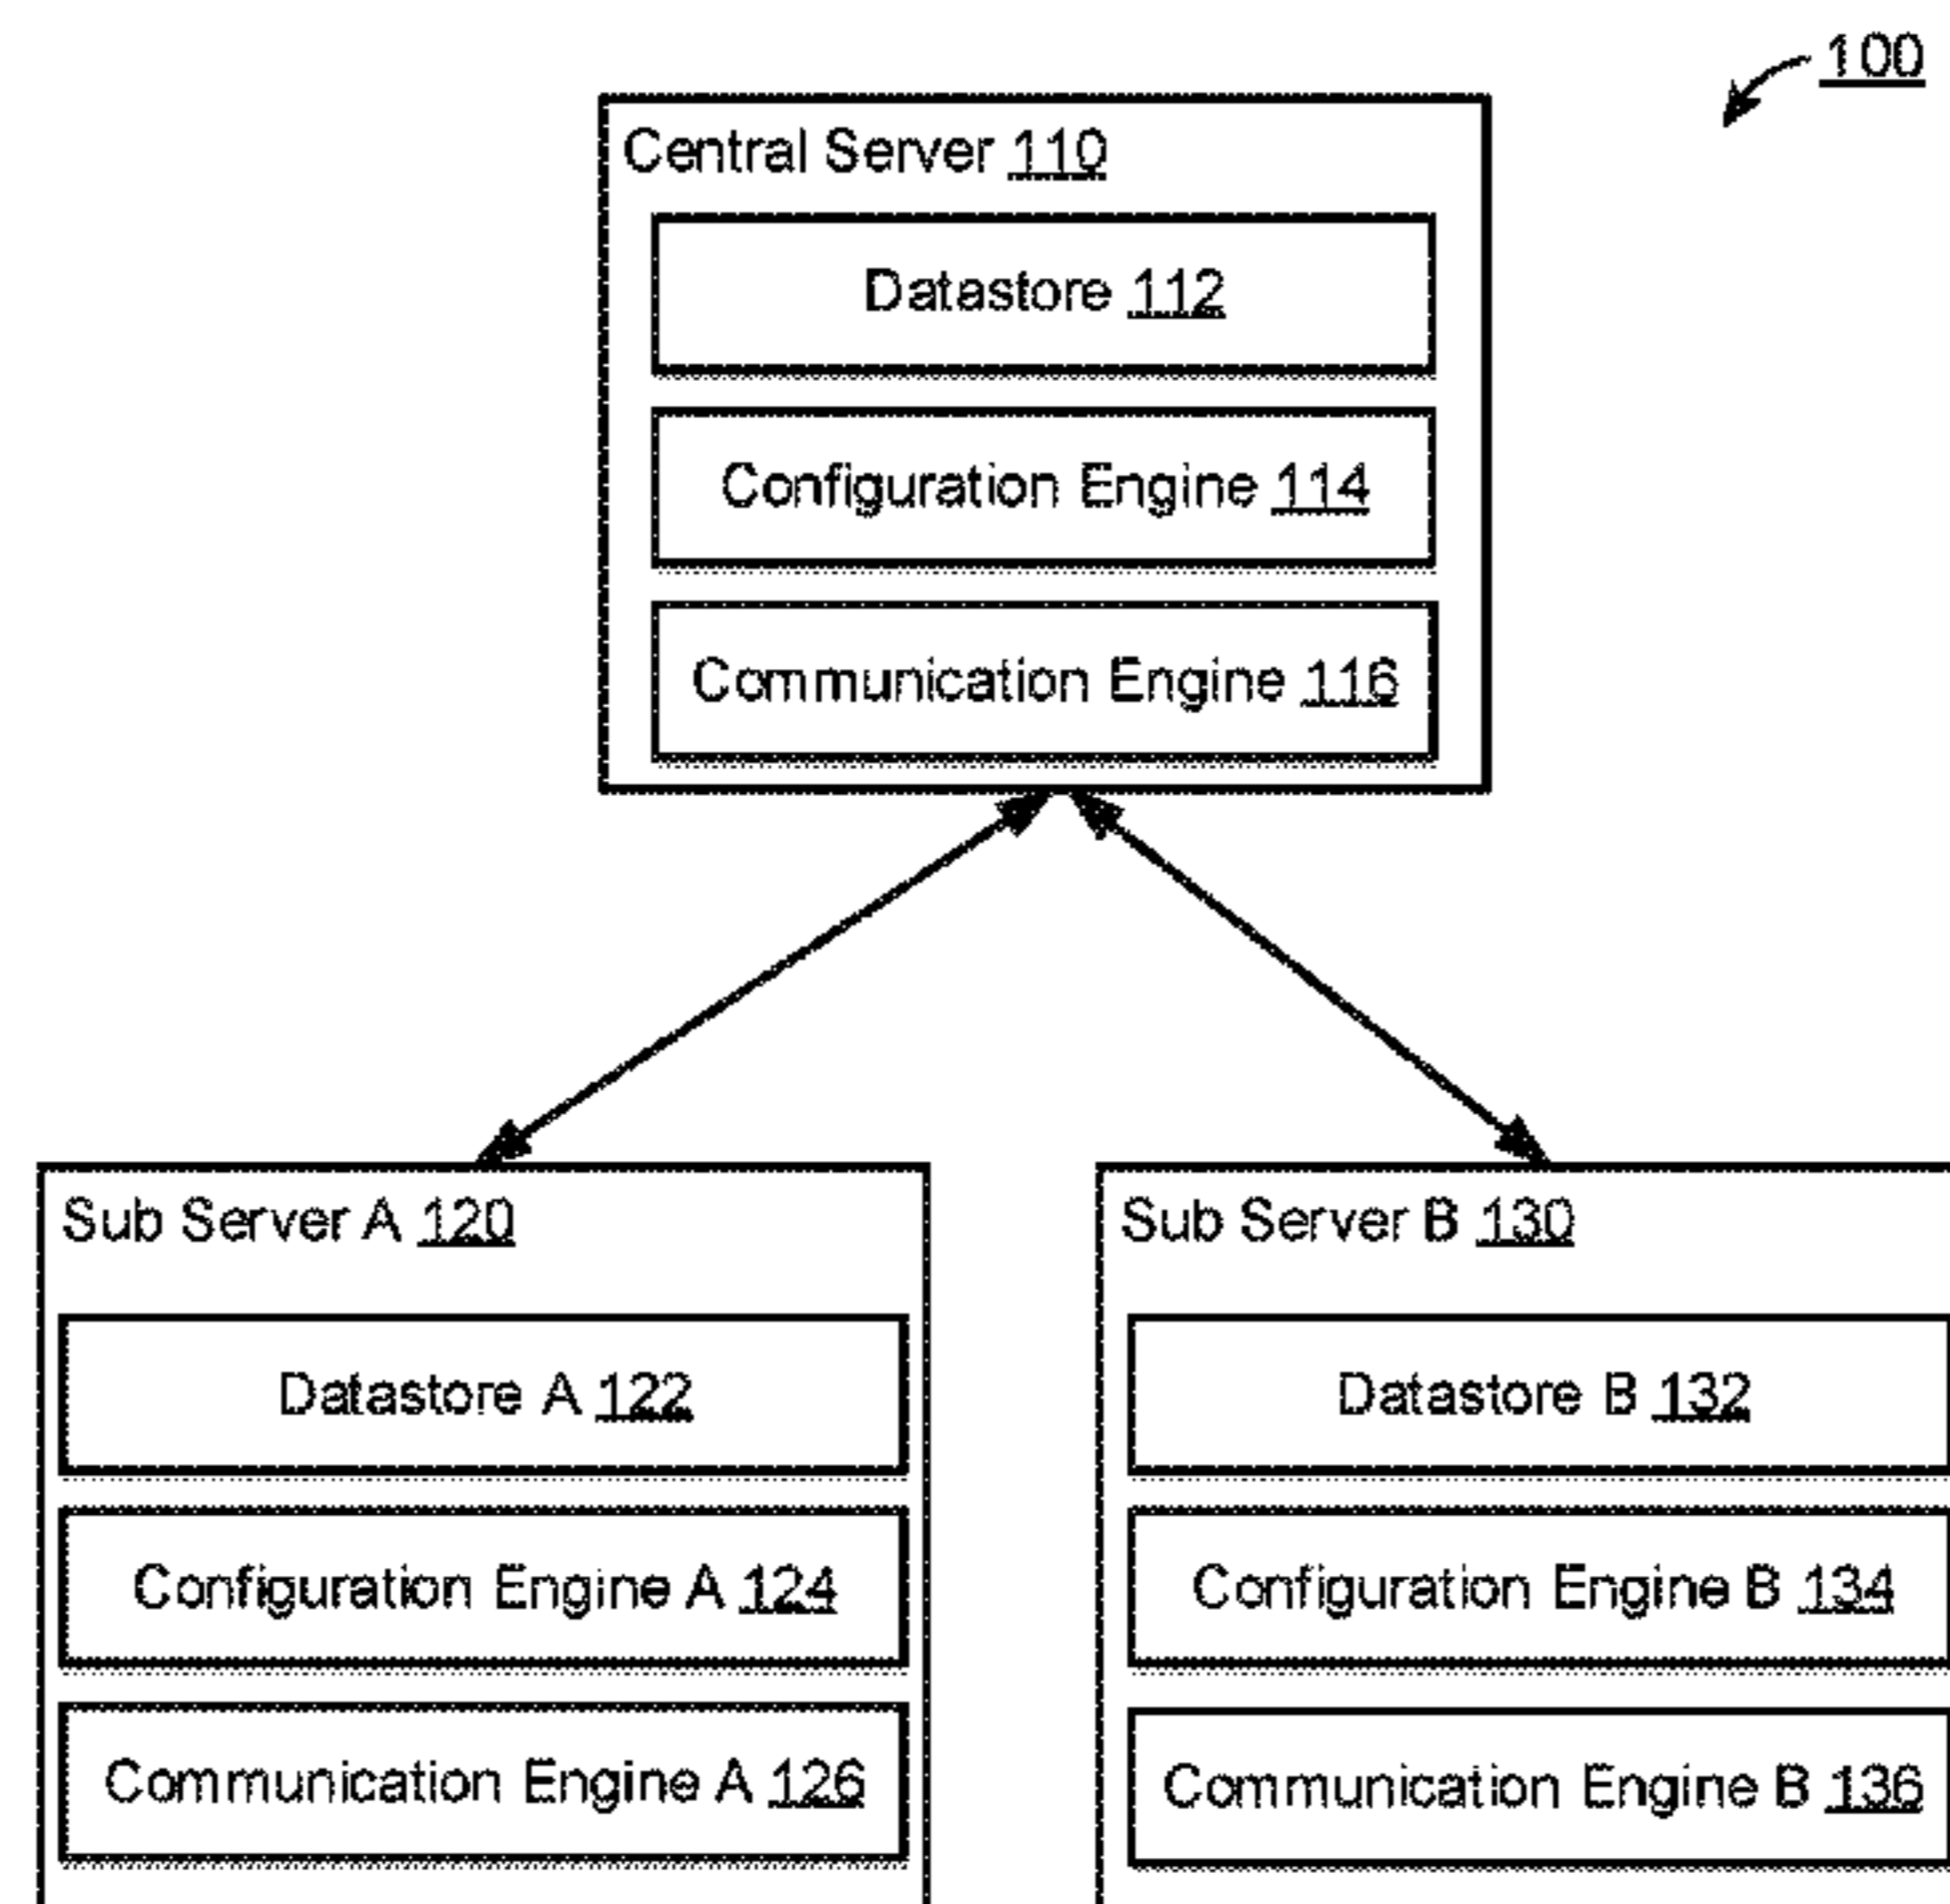 100
Central Server 110
Datastore 112
Configuration Engine 114
Communication Engine 116
Sub Server A 120
Datastore A 122
Configuration Engine A 124
Communication Engine A 126
Sub Server B 130
Datastore B 132
Configuration Engine B 134
Communication Engine B 136